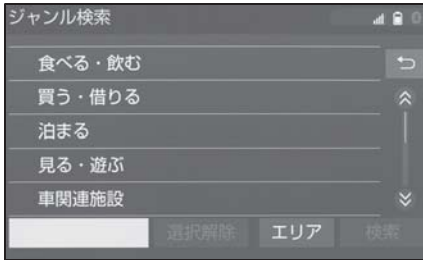 ジャンル検索
食べる・飲む
買う・借りる
泊まる
見る・遊ぶ
車関連施設
選択解除 エリア 検索